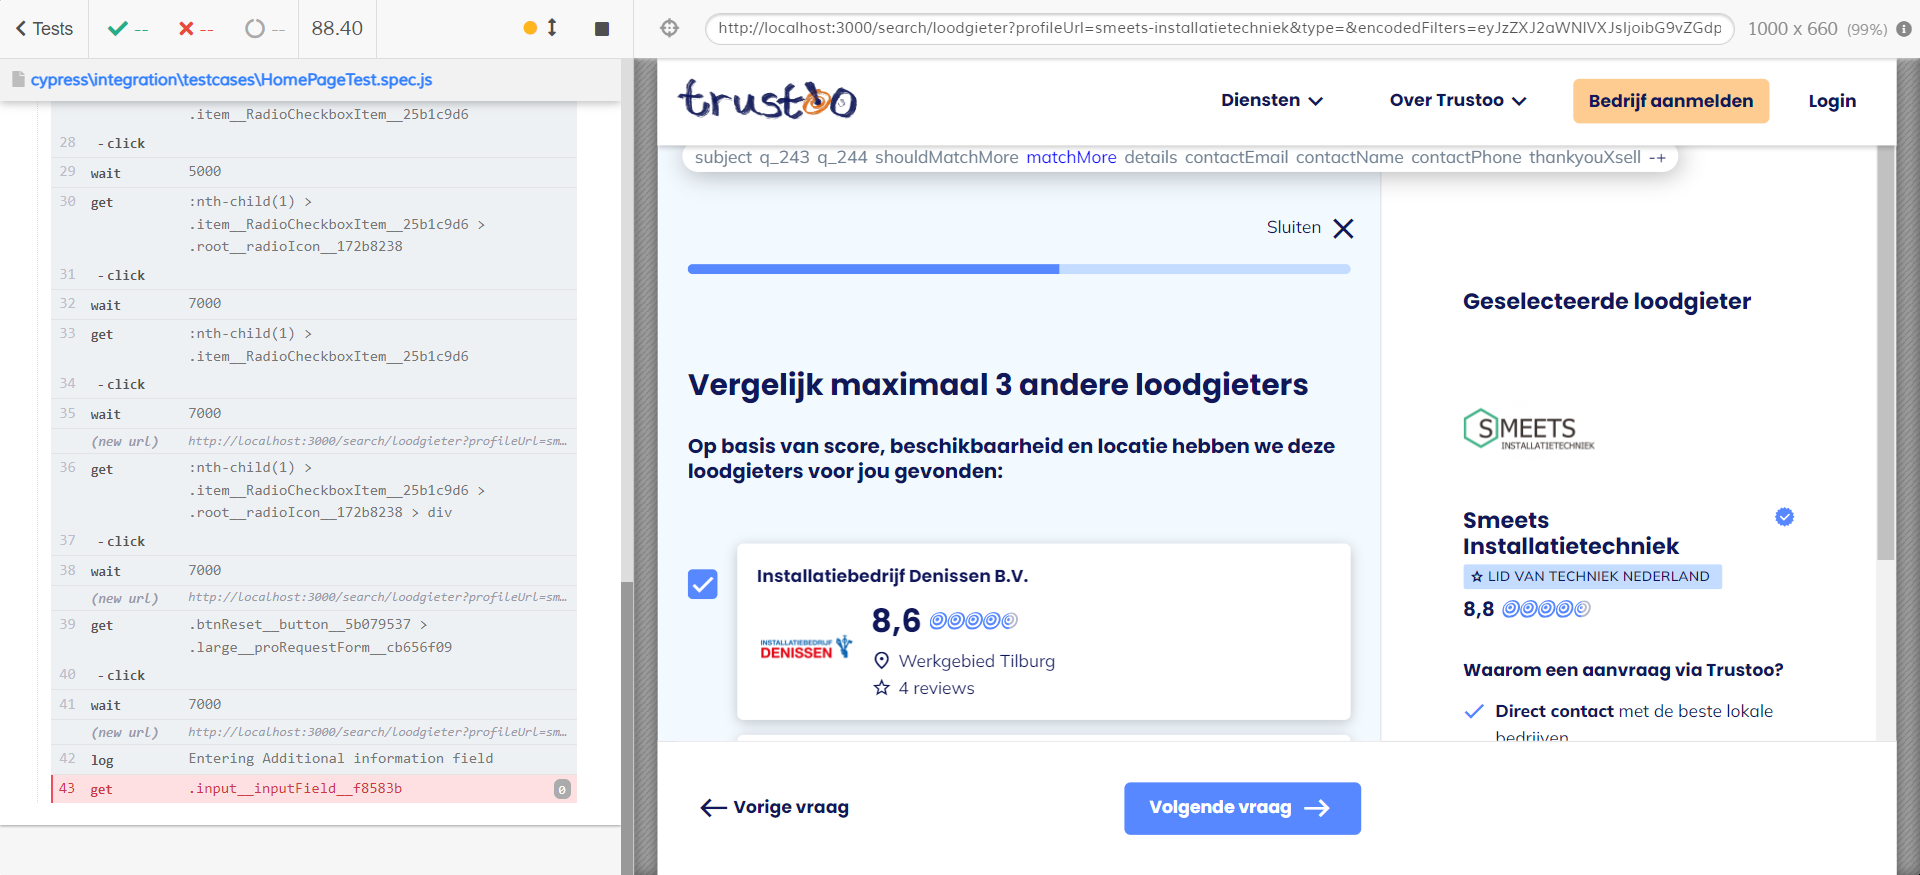 Tests -- -- -- 88.40
cypress\integration\testcases\HomePageTest.spec.js
.item__RadioCheckboxItem__25b1c9d6
28 -click
29 wait 5000
30 get :nth-child(1) >
.item__RadioCheckboxItem__25b1c9d6 >
.root__radioIcon__172b8238
31 -click
32 wait 7000
33 get :nth-child(1) >
.item__RadioCheckboxItem__25b1c9d6
34 -click
35 wait 7000
(new url) http://localhost:3000/search/loodgieter?profileUrl=sm…
36 get :nth-child(1) >
.item__RadioCheckboxItem__25b1c9d6 >
.root__radioIcon__172b8238 > div
37 -click
38 wait 7000
(new url) http://localhost:3000/search/loodgieter?profileUrl=sm…
39 get .btnReset__button__5b079537 >
.large__proRequestForm__cb656f09
40 -click
41 wait 7000
(new url) http://localhost:3000/search/loodgieter?profileUrl=sm…
42 log Entering Additional information field
43 get .input__inputField__f8583b 0
http://localhost:3000/search/loodgieter?profileUrl=smeets-installatietechniek&type=&encodedFilters=eyJzZXJ2aWNlVXJsIjoibG9vZGdp
1000 x 660 (99%)
trustoo
Diensten Over Trustoo Bedrijf aanmelden Login
subject q_243 q_244 shouldMatchMore matchMore details contactEmail contactName contactPhone thankyouXsell -+
Sluiten
Vergelijk maximaal 3 andere loodgieters
Op basis van score, beschikbaarheid en locatie hebben we deze
loodgieters voor jou gevonden:
Installatiebedrijf Denissen B.V.
8,6
INSTALLATIEBEDRIJF
DENISSEN
Werkgebied Tilburg
4 reviews
Vorige vraag
Volgende vraag
Geselecteerde loodgieter
SMEETS
INSTALLATIETECHNIEK
Smeets
Installatietechniek
LID VAN TECHNIEK NEDERLAND
8,8
Waarom een aanvraag via Trustoo?
Direct contact met de beste lokale
bedrijven